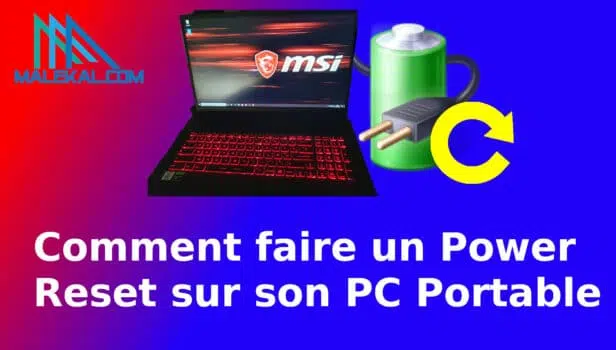 MALEKAL.COM
msi
Comment faire un Power
Reset sur son PC Portable